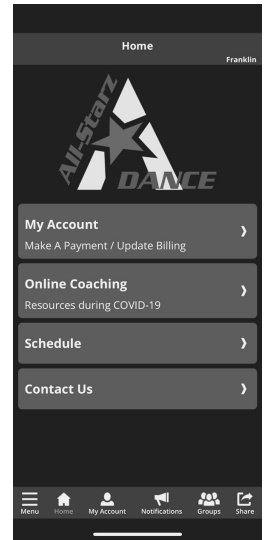 Home
Franklin
All-Starz
DANCE
My Account
Make A Payment / Update Billing
Online Coaching
Resources during COVID-19
Schedule
Contact Us
Menu Home My Account Notifications Groups Share